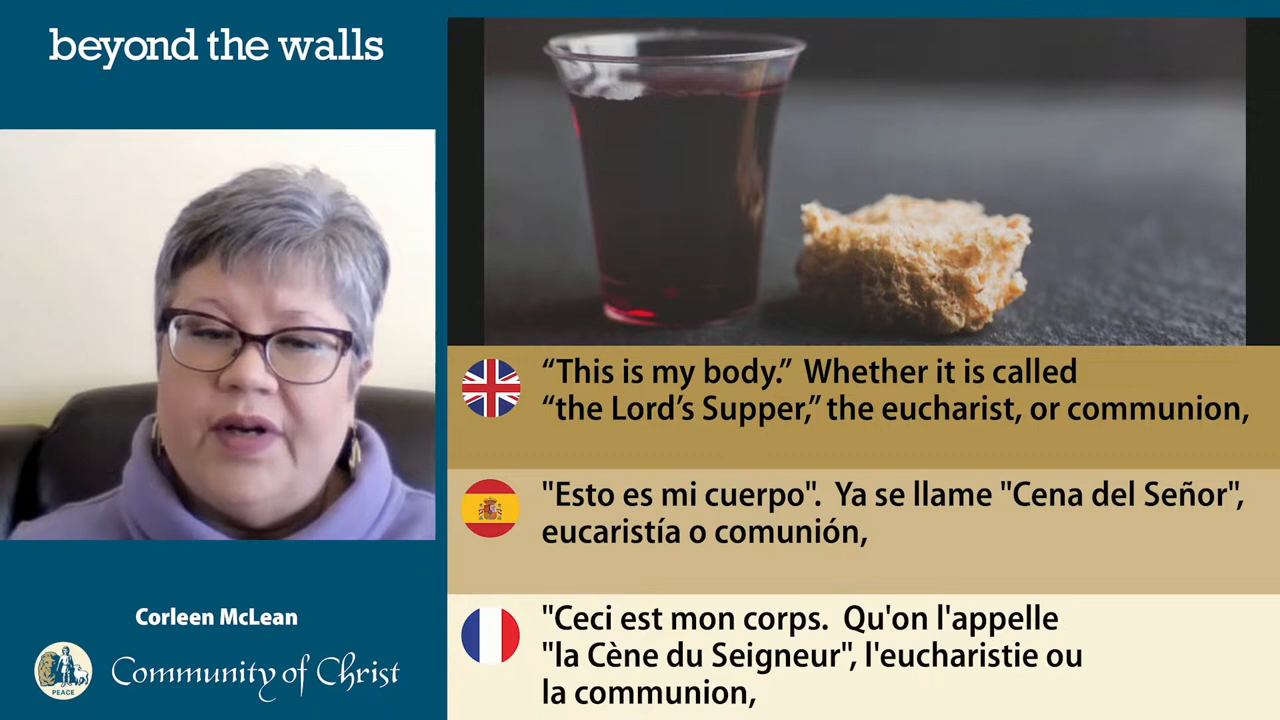 beyond the walls
“This is my body.”  Whether it is called
“the Lord’s Supper,” the eucharist, or communion,
"Esto es mi cuerpo".  Ya se llame "Cena del Señor",
eucaristía o comunión,
"Ceci est mon corps.  Qu'on l'appelle
"la Cène du Seigneur", l'eucharistie ou
la communion,
Corleen McLean
PEACE
Community of Christ